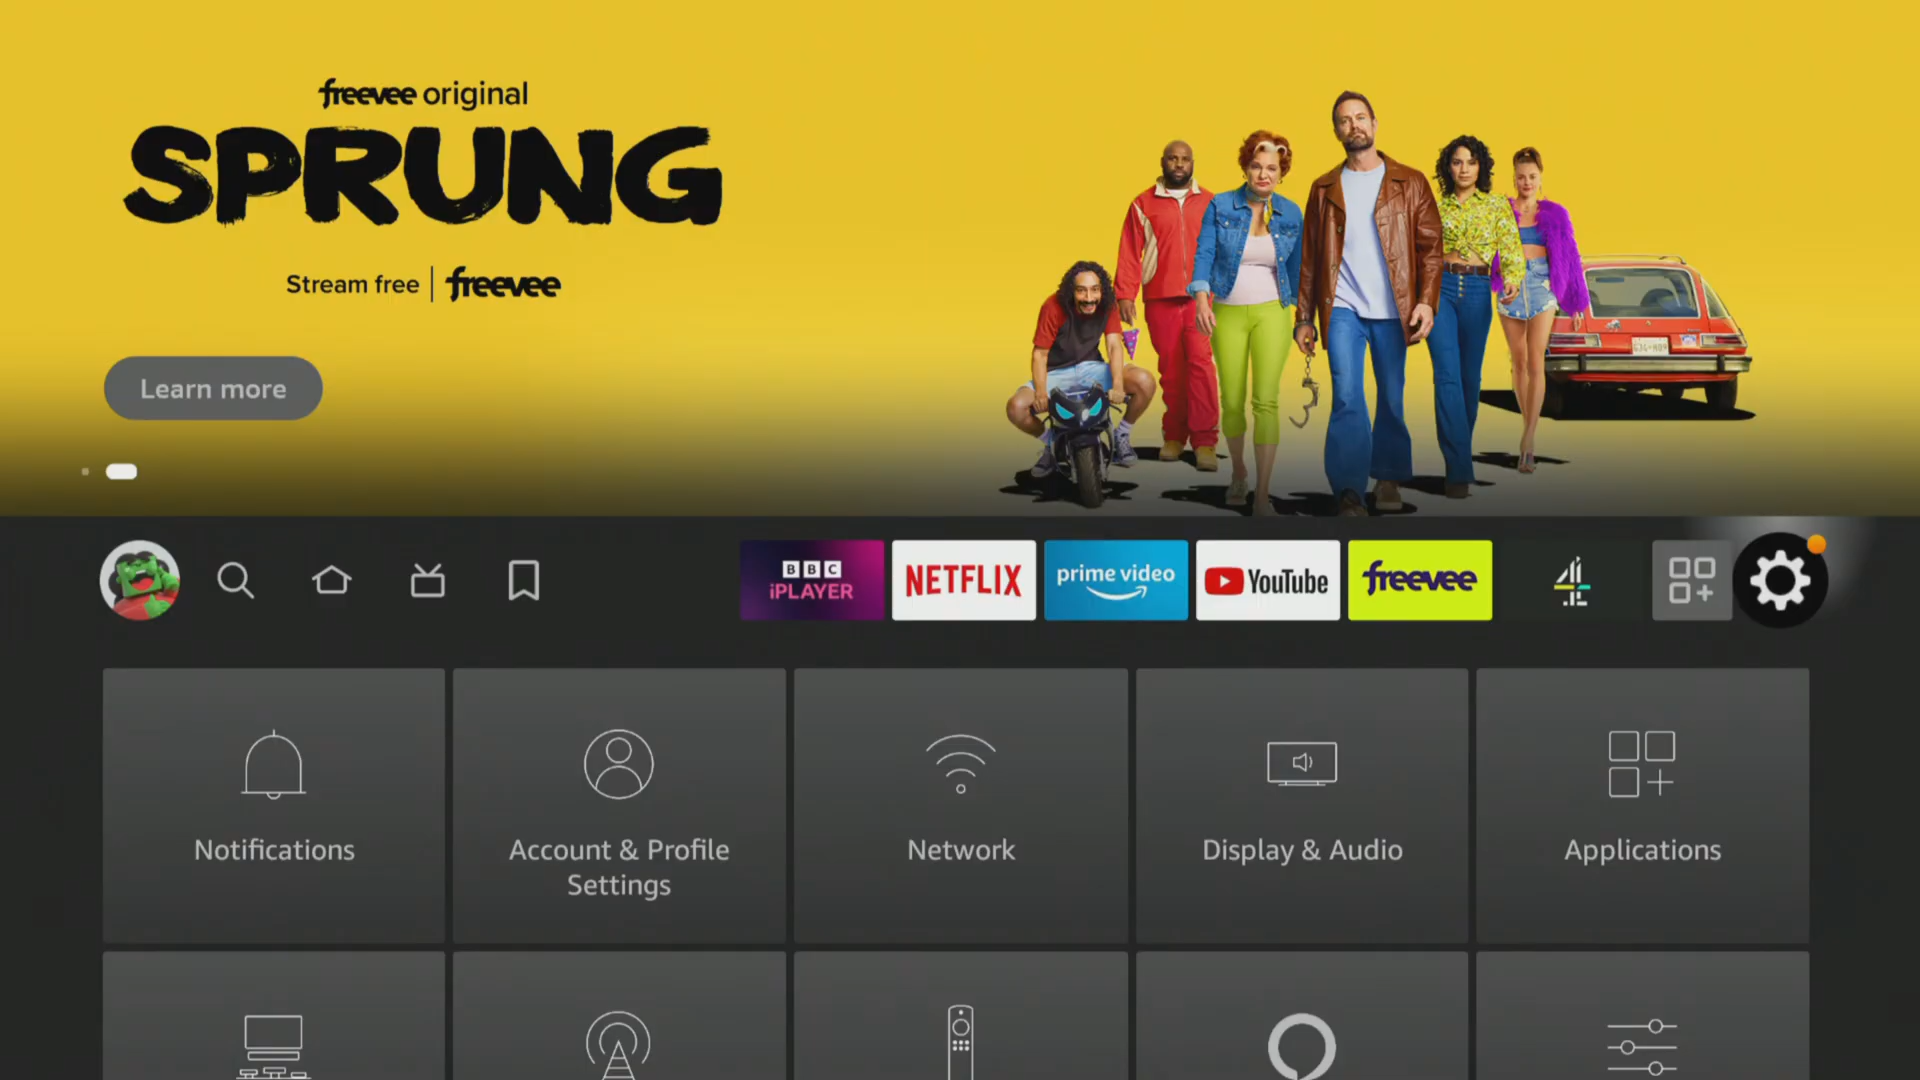 freevee original
SPRUNG
Stream free | freevee
Learn more
BBC
iPLAYER
NETFLIX
prime video
YouTube
freevee
4
Notifications
Account & Profile
Settings
Network
Display & Audio
Applications